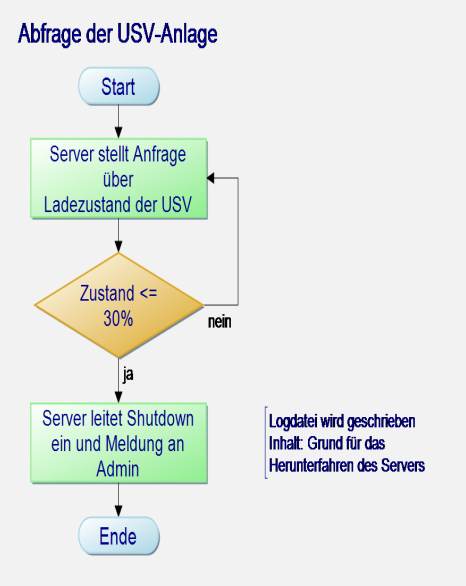 Abfrage der USV-Anlage
Start
Server stellt Anfrage
über
Ladezustand der USV
Zustand <=
30%
nein
ja
Server leitet Shutdown
ein und Meldung an
Admin
Logdatei wird geschrieben
Inhalt: Grund für das
Herunterfahren des Servers
Ende